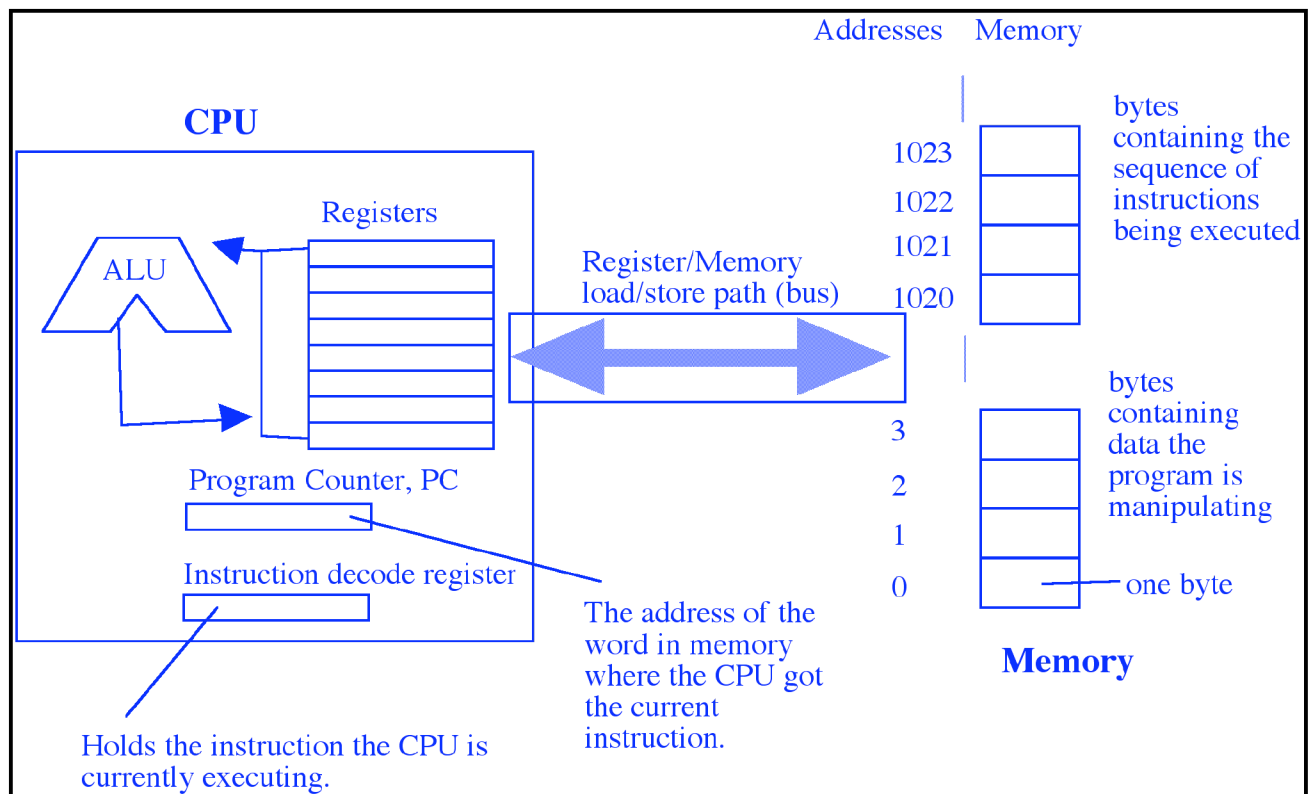 Addresses Memory
CPU
bytes
containing the
sequence of
instructions
being executed
1023
1022
1021
1020
Registers
ALU
Register/Memory
load/store path (bus)
bytes
containing
data the
program is
manipulating
3
2
1
0
one byte
Memory
Program Counter, PC
Instruction decode register
The address of the
word in memory
where the CPU got
the current
instruction.
Holds the instruction the CPU is
currently executing.